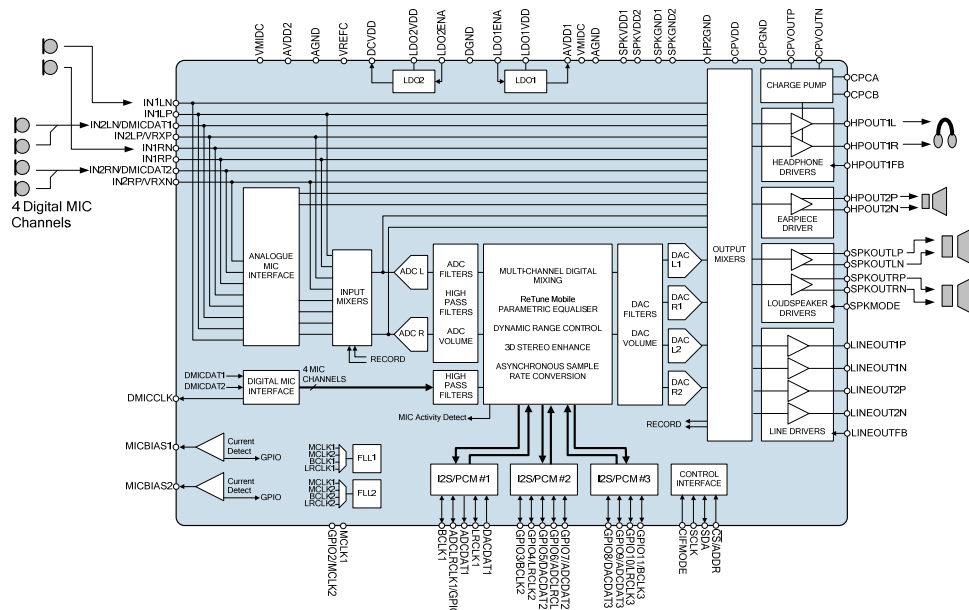 VMIDC
AVDD2
AGND
VREFC
DCVDD
LDO2VDD
LDO2ENA
DGND
LDO1ENA
LDO1VDD
AVDD1
VMIDC
AGND
SPKVDD1
SPKVDD2
SPKGND1
SPKGND2
HP2GND
CPVDD
CPGND
CPVOUTP
CPVOUTN
LDO2
LDO1
CHARGE PUMP
CPCA
CPCB
IN1LN
IN1LP
IN2LN/DMICDAT1
IN2LP/VRXP
IN1RN
IN1RP
IN2RN/DMICDAT2
IN2RP/VRXN
4 Digital MIC
Channels
HPOUT1L
HPOUT1R
HPOUT1FB
HEADPHONE
DRIVERS
HPOUT2P
HPOUT2N
EARPIECE
DRIVER
SPKOUTLP
SPKOUTLN
SPKOUTRP
SPKOUTRN
SPKMODE
LOUDSPEAKER
DRIVERS
LINEOUT1P
LINEOUT1N
LINEOUT2P
LINEOUT2N
LINEOUTFB
LINE DRIVERS
ANALOGUE
MIC
INTERFACE
INPUT
MIXERS
RECORD
ADC L
ADC R
ADC
FILTERS
HIGH
PASS
FILTERS
ADC
VOLUME
MULTI-CHANNEL DIGITAL
MIXING
ReTune Mobile
PARAMETRIC EQUALISER
DYNAMIC RANGE CONTROL
3D STEREO ENHANCE
ASYNCHRONOUS SAMPLE
RATE CONVERSION
DAC
FILTERS
DAC
VOLUME
DAC
L1
DAC
R1
DAC
L2
DAC
R2
OUTPUT
MIXERS
RECORD
DMICDAT1
DMICDAT2
DIGITAL MIC
INTERFACE
4 MIC
CHANNELS
HIGH PASS
FILTERS
MIC Activity Detect
DMICCLK
MICBIAS1
Current
Detect
GPIO
MICBIAS2
Current
Detect
GPIO
MCLK1
MCLK2
BCLK1
LRCLK1
FLL1
MCLK1
MCLK2
BCLK2
LRCLK2
FLL2
I2S/PCM #1
I2S/PCM #2
I2S/PCM #3
CONTROL
INTERFACE
GPIO2/MCLK2
MCLK1
BCLK1
ADCLRCLK1/GPIO
ADCDAT1
LRCLK1
DACDAT1
GPIO3/BCLK2
GPIO4/LRCLK2
GPIO5/DACDAT2
GPIO6/ADCLRCL
GPIO7/ADCDAT2
GPIO8/DACDAT3
GPIO9/ADCDAT3
GPIO10/LRCLK3
GPIO11/BCLK3
CIFMODE
SCLK
SDA
CS/ADDR